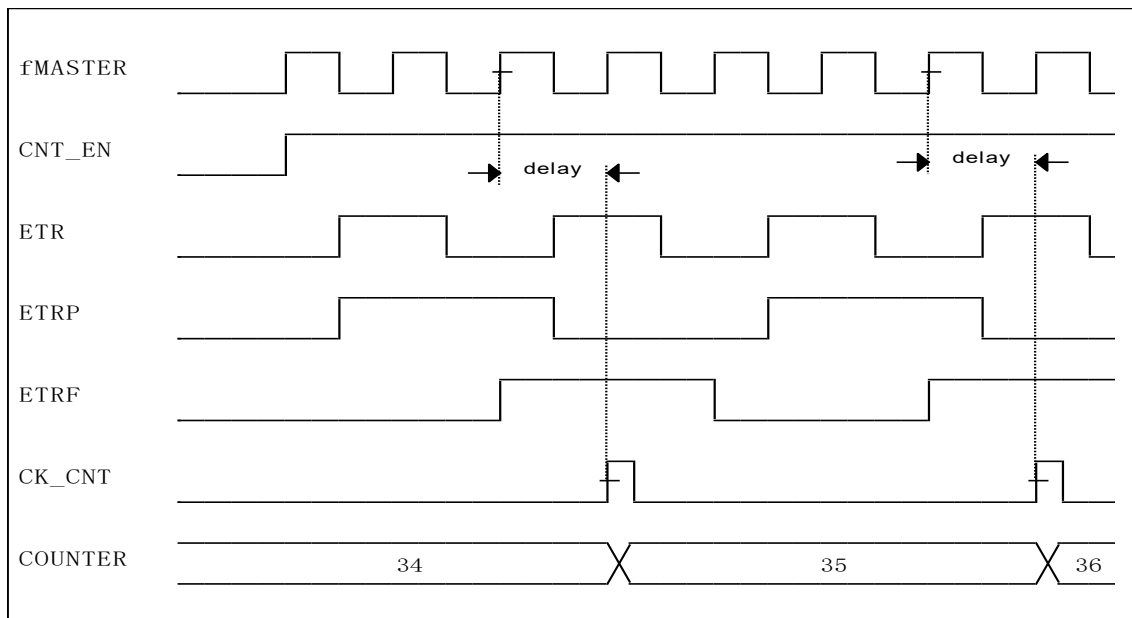 fMASTER
CNT_EN
delay
delay
ETR
ETRP
ETRF
CK_CNT
COUNTER
34
35
36